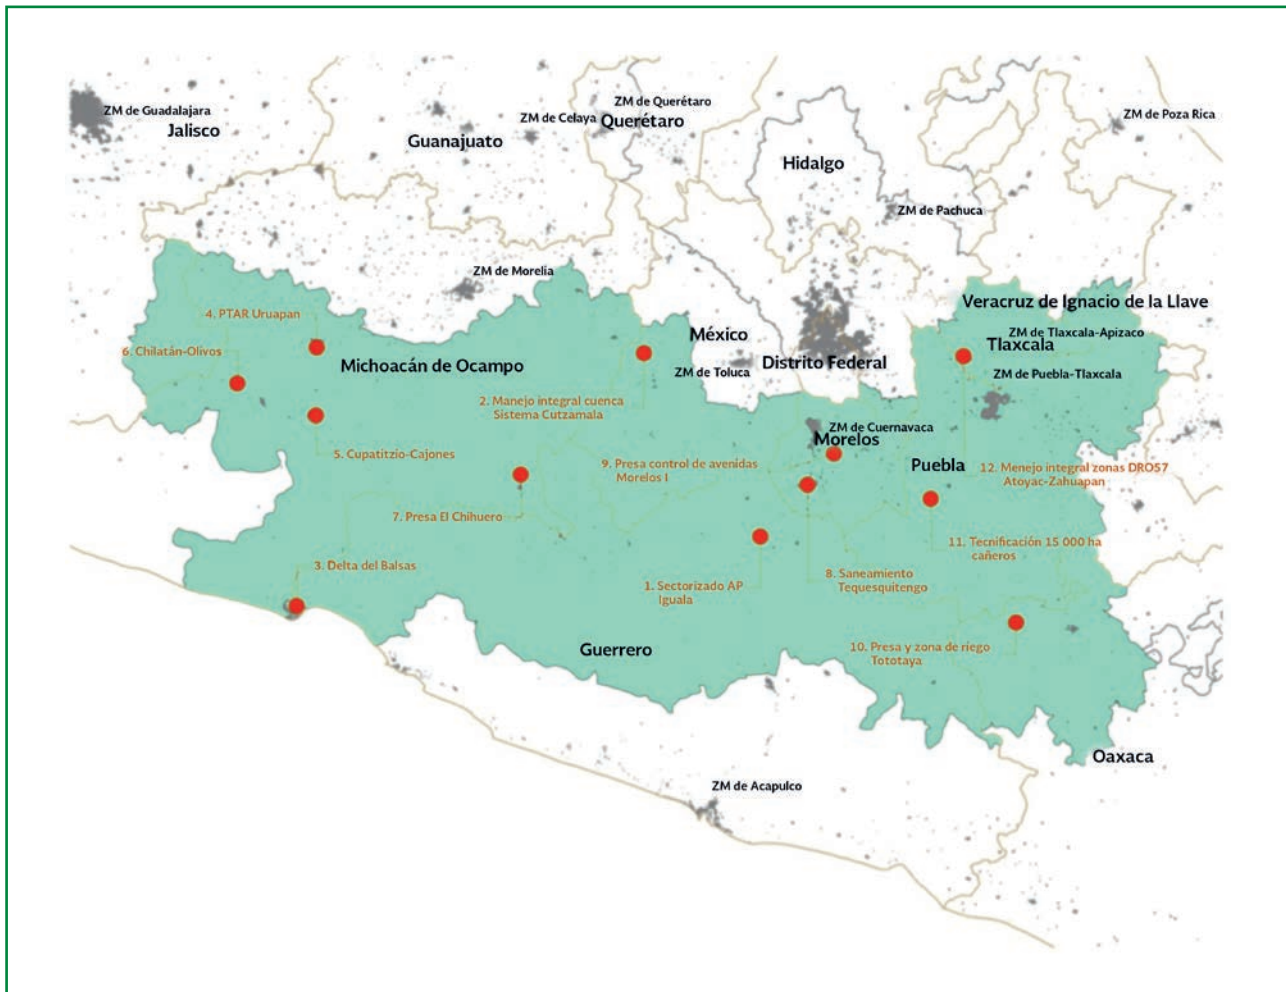 ZM de Guadalajara
Jalisco
Guanajuato
ZM de Celaya
ZM de Querétaro
Querétaro
ZM de Poza Rica
Hidalgo
ZM de Pachuca
ZM de Morelia
Veracruz de Ignacio de la Llave
4. PTAR Uruapan
México
ZM de Tlaxcala-Apizaco
Tlaxcala
6. Chilatán-Olivos
Michoacán de Ocampo
ZM de Toluca
Distrito Federal
ZM de Puebla-Tlaxcala
2. Manejo integral cuenca
Sistema Cutzamala
ZM de Cuernavaca
Morelos
5. Cupatitzio-Cajones
9. Presa control de avenidas
Morelos I
Puebla
12. Menejo integral zonas DRO57
Atoyac-Zahuapan
7. Presa El Chihuero
11. Tecnificación 15 000 ha
cañeros
3. Delta del Balsas
1. Sectorizado AP
Iguala
8. Saneamiento
Tequesquitengo
Guerrero
10. Presa y zona de riego
Tototaya
Oaxaca
ZM de Acapulco